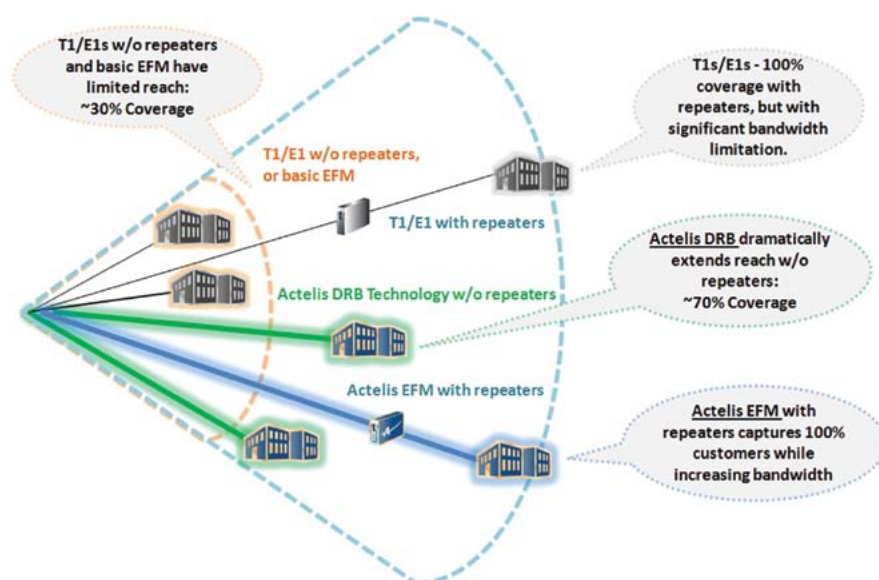 T1/E1s w/o repeaters
and basic EFM have
limited reach:
~30% Coverage
T1s/E1s - 100%
coverage with
repeaters, but with
significant bandwidth
limitation.
T1/E1 w/o repeaters,
or basic EFM
T1/E1 with repeaters
Actelis DRB dramatically
extends reach w/o
repeaters:
~70% Coverage
Actelis DRB Technology w/o repeaters
Actelis EFM with repeaters
Actelis EFM with
repeaters captures 100%
customers while
increasing bandwidth